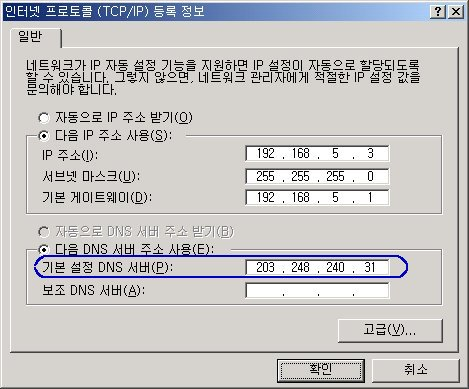 인터넷 프로토콜 (TCP/IP) 등록 정보
일반
네트워크가 IP 자동 설정 기능을 지원하면 IP 설정이 자동으로 할당되도록
할 수 있습니다. 그렇지 않으면, 네트워크 관리자에게 적절한 IP 설정 값을
문의해야 합니다.
자동으로 IP 주소 받기(O)
다음 IP 주소 사용(S):
IP 주소(I): 192 . 168 . 5 . 3
서브넷 마스크(U): 255 . 255 . 255 . 0
기본 게이트웨이(D): 192 . 168 . 5 . 1
자동으로 DNS 서버 주소 받기(B)
다음 DNS 서버 주소 사용(E):
기본 설정 DNS 서버(P): 203 . 248 . 240 . 31
보조 DNS 서버(A): . . .
고급(V)...
확인 취소